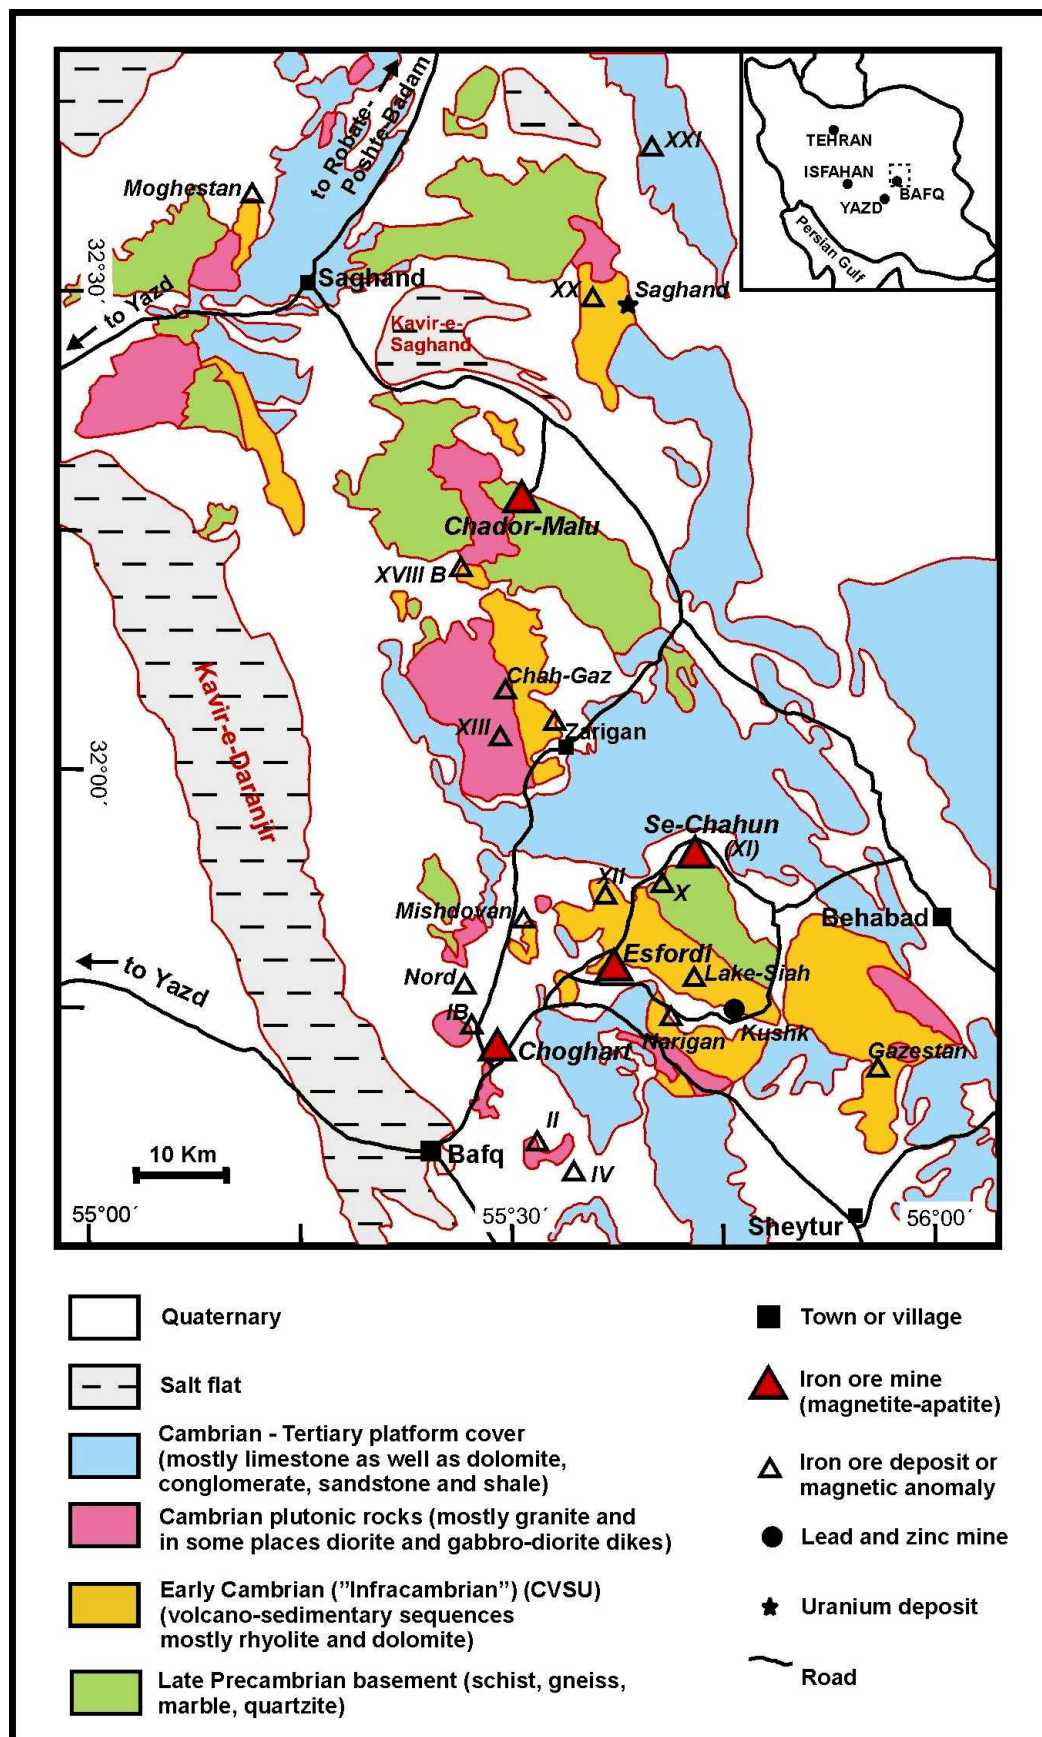 to Robate-
Poshte-Badam
XXI
TEHRAN
ISFAHAN
BAFQ
YAZD
Persian Gulf
Moghestan
32°30´
Saghand
to Yazd
XX
Saghand
Kavir-e-
Saghand
Chador-Malu
XVIII B
Kavir-e-Daranjir
Chah-Gaz
XIII
Zarigan
32°00´
Se-Chahun
(XI)
XII
X
Mishdovan
Behabad
Esfordi
Lake-Siah
to Yazd
Nord
IB
Kushk
Narigan
Choghart
Gazestan
II
10 Km
Bafq
IV
55°00´
55°30´
Sheytur
56°00´
Quaternary
Salt flat
Cambrian - Tertiary platform cover
(mostly limestone as well as dolomite,
conglomerate, sandstone and shale)
Cambrian plutonic rocks (mostly granite and
in some places diorite and gabbro-diorite dikes)
Early Cambrian (”Infracambrian”) (CVSU)
(volcano-sedimentary sequences
mostly rhyolite and dolomite)
Late Precambrian basement (schist, gneiss,
marble, quartzite)
Town or village
Iron ore mine
(magnetite-apatite)
Iron ore deposit or
magnetic anomaly
Lead and zinc mine
Uranium deposit
Road